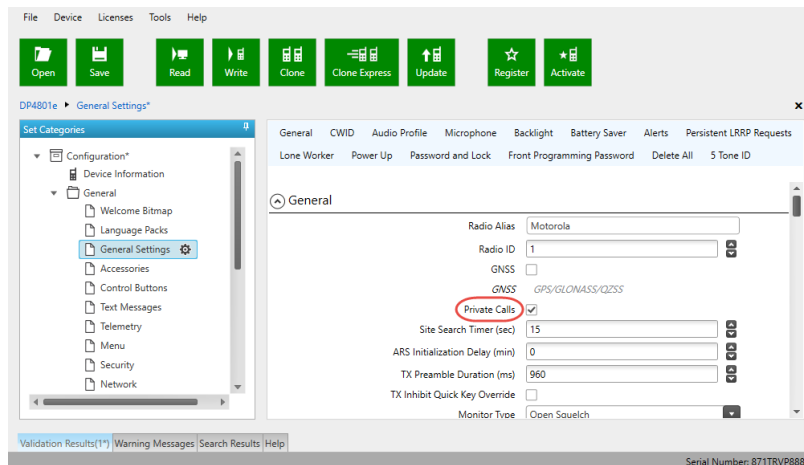 File Device Licenses Tools Help
Open Save Read Write Clone Clone Express Update Register Activate
DP4801e General Settings*
Set Categories
Configuration*
Device Information
General
Welcome Bitmap
Language Packs
General Settings
Accessories
Control Buttons
Text Messages
Telemetry
Menu
Security
Network
General CWID Audio Profile Microphone Backlight Battery Saver Alerts Persistent LRRP Requests
Lone Worker Power Up Password and Lock Front Programming Password Delete All 5 Tone ID
General
Radio Alias Motorola
Radio ID 1
GNSS
GNSS GPS/GLONASS/QZSS
Private Calls
Site Search Timer (sec) 15
ARS Initialization Delay (min) 0
TX Preamble Duration (ms) 960
TX Inhibit Quick Key Override
Monitor Type Open Squelch
Validation Results(1*) Warning Messages Search Results Help
Serial Number: 871TRVP888